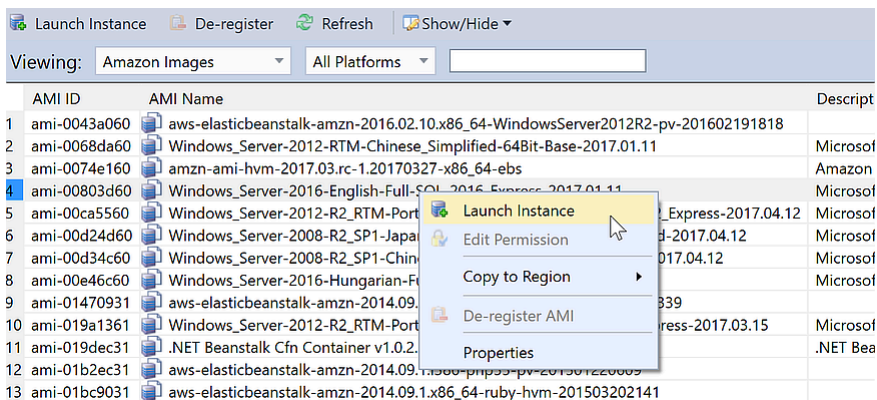 Launch Instance De-register Refresh Show/Hide
Viewing: Amazon Images All Platforms
AMI ID AMI Name Descript
1 ami-0043a060 aws-elasticbeanstalk-amzn-2016.02.10.x86_64-WindowsServer2012R2-pv-201602191818
2 ami-0068da60 Windows_Server-2012-RTM-Chinese_Simplified-64Bit-Base-2017.01.11 Microsof
3 ami-0074e160 amzn-ami-hvm-2017.03.rc-1.20170327-x86_64-ebs Amazon
4 ami-00803d60 Windows_Server-2016-English-Full-SQL_2016_Express-2017.01.11 Microsof
5 ami-00ca5560 Windows_Server-2012-R2_RTM-Port 2_Express-2017.04.12 Microsof
Launch Instance
6 ami-00d24d60 Windows_Server-2008-R2_SP1-Japa d-2017.04.12 Microsof
Edit Permission
7 ami-00d34c60 Windows_Server-2008-R2_SP1-Chin 017.04.12 Microsof
8 ami-00e46c60 Windows_Server-2016-Hungarian-Fu Microsof
Copy to Region
9 ami-01470931 aws-elasticbeanstalk-amzn-2014.09. 339
De-register AMI
10 ami-019a1361 Windows_Server-2012-R2_RTM-Port ress-2017.03.15 Microsof
11 ami-019dec31 .NET Beanstalk Cfn Container v1.0.2. .NET Bea
Properties
12 ami-01b2ec31 aws-elasticbeanstalk-amzn-2014.09.1.i386-php55-pv-201501220609
13 ami-01bc9031 aws-elasticbeanstalk-amzn-2014.09.1.x86_64-ruby-hvm-201503202141